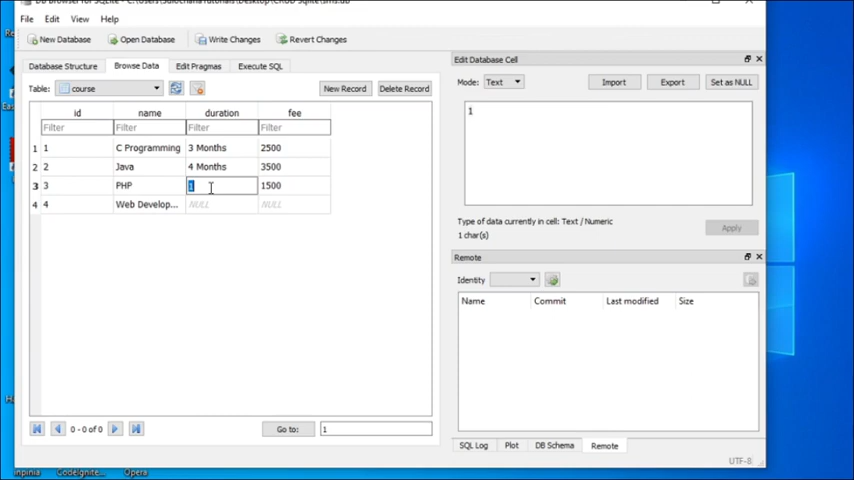 File Edit View Help
New Database Open Database Write Changes Revert Changes
Database Structure Browse Data Edit Pragmas Execute SQL
Table: course New Record Delete Record
id name duration fee
Filter Filter Filter Filter
1 1 C Programming 3 Months 2500
2 2 Java 4 Months 3500
3 3 PHP 1 1500
4 4 Web Develop... NULL NULL
0 - 0 of 0 Go to: 1
Edit Database Cell
Mode: Text Import Export Set as NULL
1
Type of data currently in cell: Text / Numeric
1 char(s)
Apply
Remote
Identity
Name Commit Last modified Size
SQL Log Plot DB Schema Remote
UTF-8
Opera